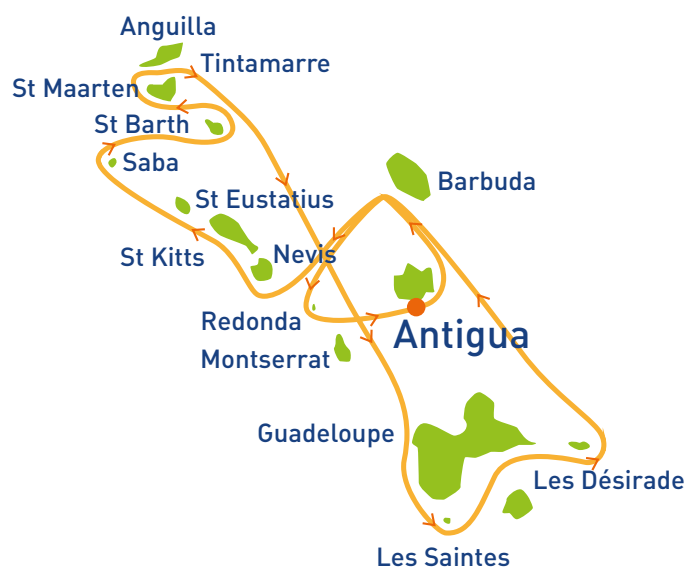 Anguilla
Tintamarre
St Maarten
St Barth
Saba
Barbuda
St Eustatius
St Kitts
Nevis
Redonda
Antigua
Montserrat
Guadeloupe
Les Désirade
Les Saintes